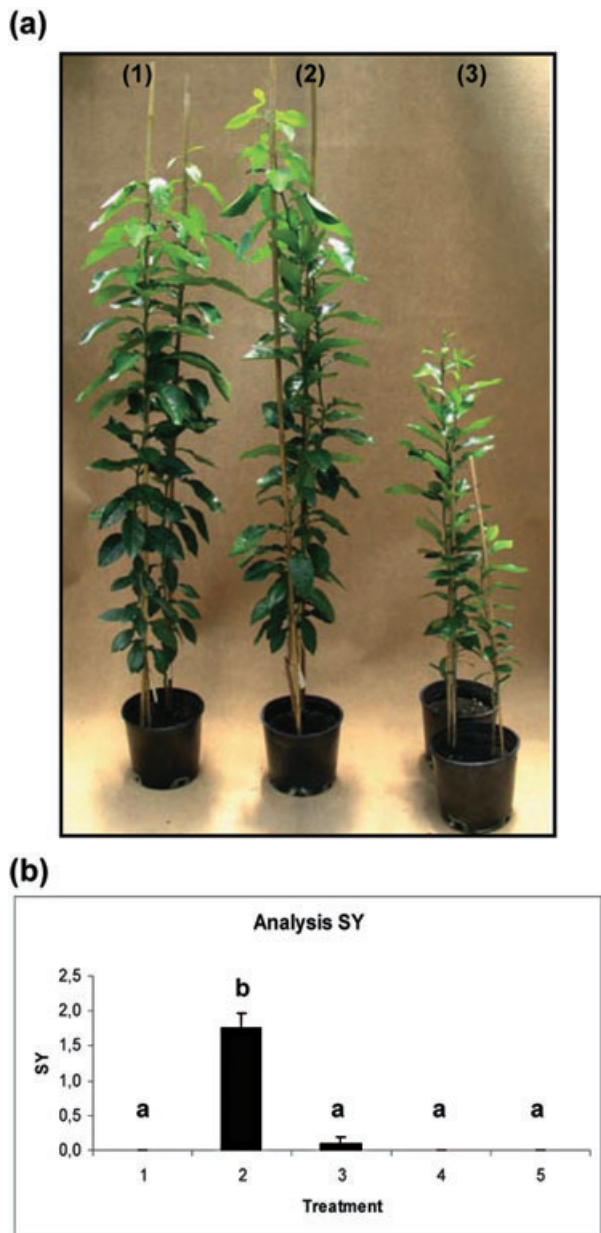 (a)
(1) (2) (3)
(b)
Analysis SY
2,5
2,0
1,5
1,0
0,5
0,0
SY
a b a a a
1 2 3 4 5
Treatment